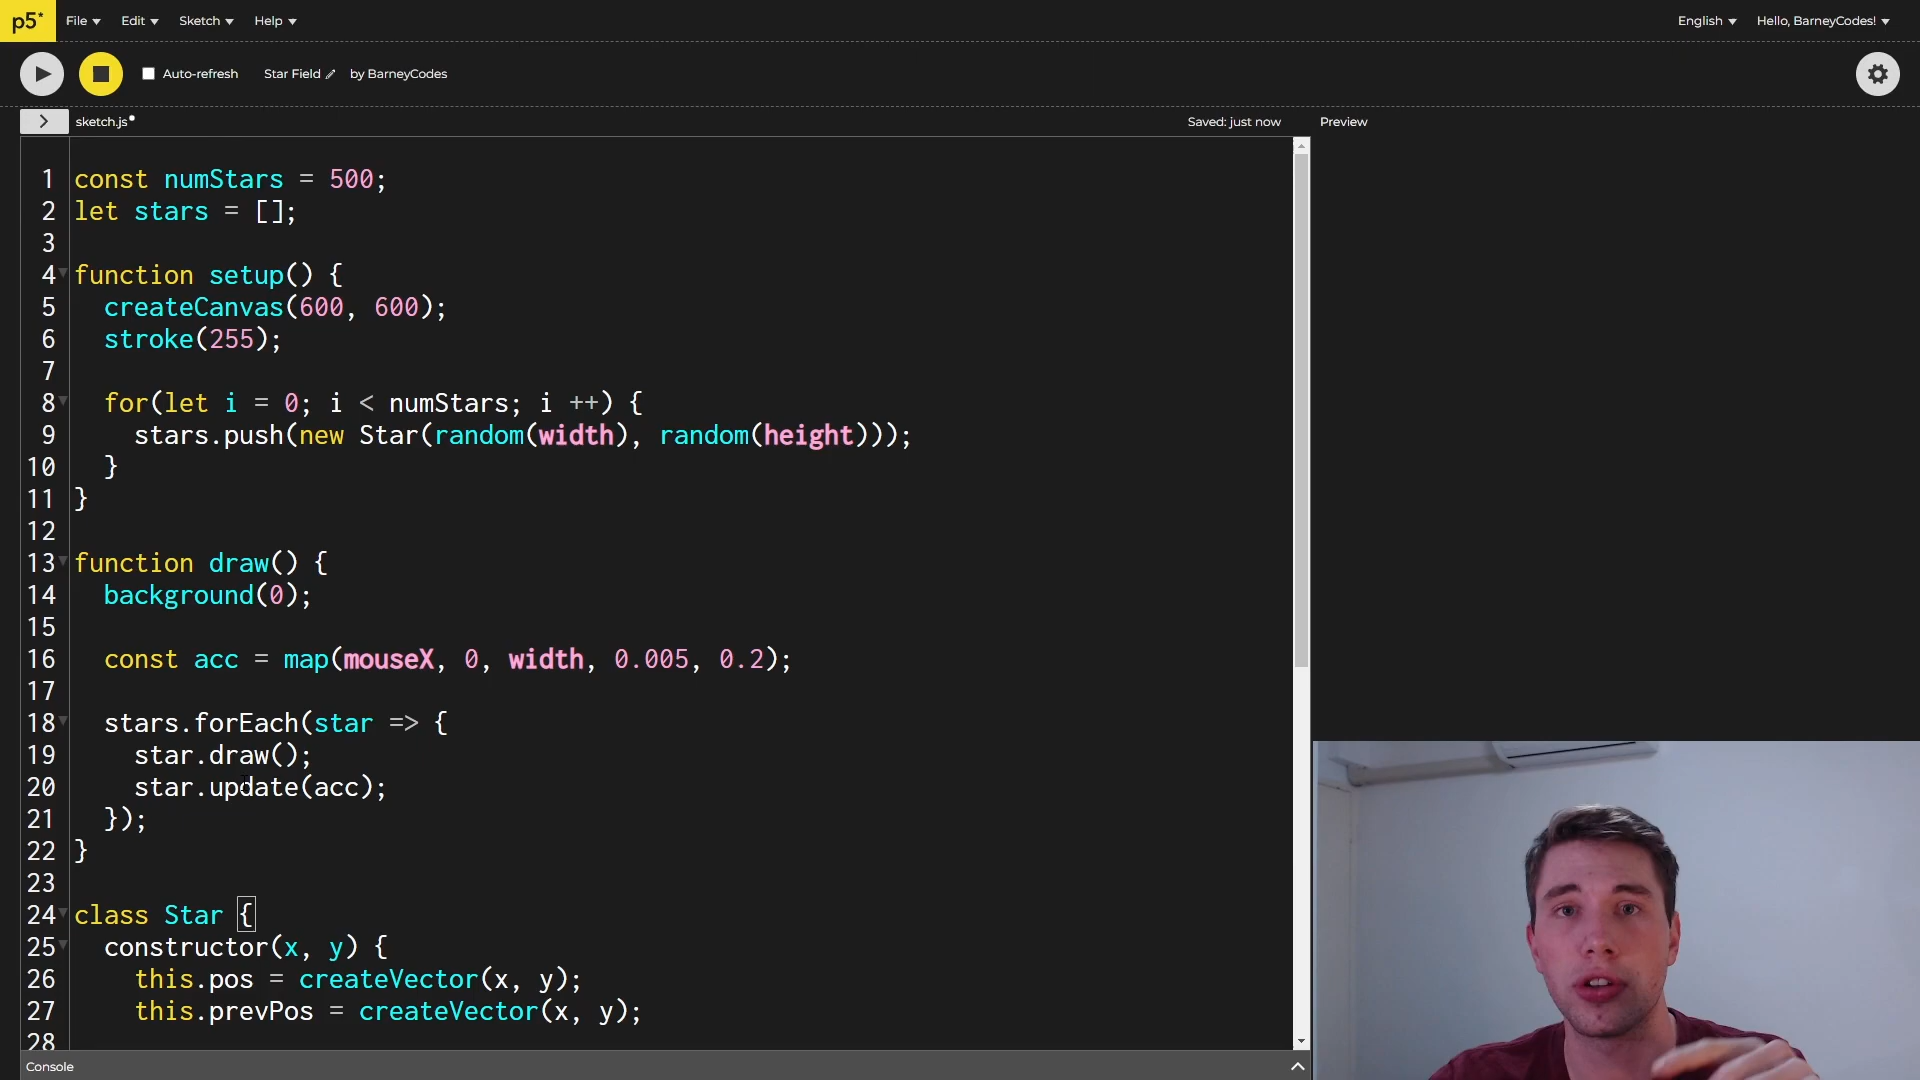 p5* File Edit Sketch Help English Hello, BarneyCodes!
Auto-refresh Star Field by BarneyCodes
sketch.js Saved: just now Preview
1 const numStars = 500;
2 let stars = [];
3
4 function setup() {
5 createCanvas(600, 600);
6 stroke(255);
7
8 for(let i = 0; i < numStars; i ++) {
9 stars.push(new Star(random(width), random(height)));
10 }
11 }
12
13 function draw() {
14 background(0);
15
16 const acc = map(mouseX, 0, width, 0.005, 0.2);
17
18 stars.forEach(star => {
19 star.draw();
20 star.update(acc);
21 });
22 }
23
24 class Star {
25 constructor(x, y) {
26 this.pos = createVector(x, y);
27 this.prevPos = createVector(x, y);
28
Console